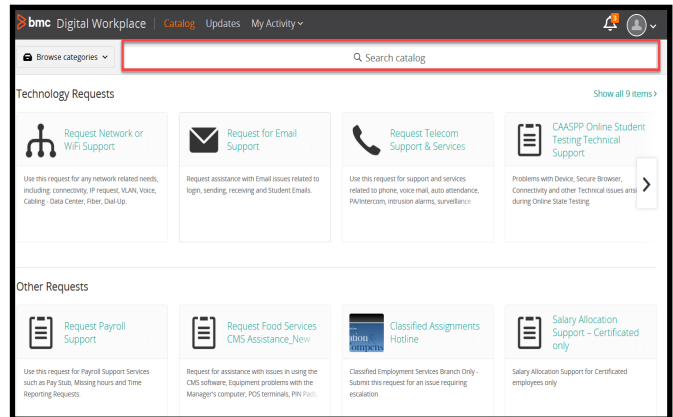 bmc Digital Workplace Catalog Updates My Activity
3
Browse categories
Search catalog
Technology Requests
Show all 9 items
Request Network or
WiFi Support
Use this request for any network related needs,
including: connectivity, IP request, VLAN, Voice,
Cabling - Data Center, Fiber, Dial-Up.
Request for Email
Support
Request assistance with Email issues related to
login, sending, receiving and Student Emails.
Request Telecom
Support & Services
Use this request for support and services
related to phone, voice mail, auto attendance,
PA/Intercom, intrusion alarms, surveillance
CAASPP Online Student
Testing Technical
Support
Problems with Device, Secure Browser,
Connectivity and other Technical issues
during Online State Testing
Other Requests
Request Payroll
Support
Use this request for Payroll Support Services
such as Pay Stub, Missing hours and Time
Reporting Requests.
Request Food Services
CMS Assistance_New
Request for assistance with issues in using the
CMS software, Equipment problems with the
Manager's computer, POS terminals, PIN
Classified Assignments
Hotline
Classified Employment Services Branch Only -
Submit this request for an issue requiring
escalation
Salary Allocation
Support – Certificated
only
Salary Allocation Support for Certificated
employees only